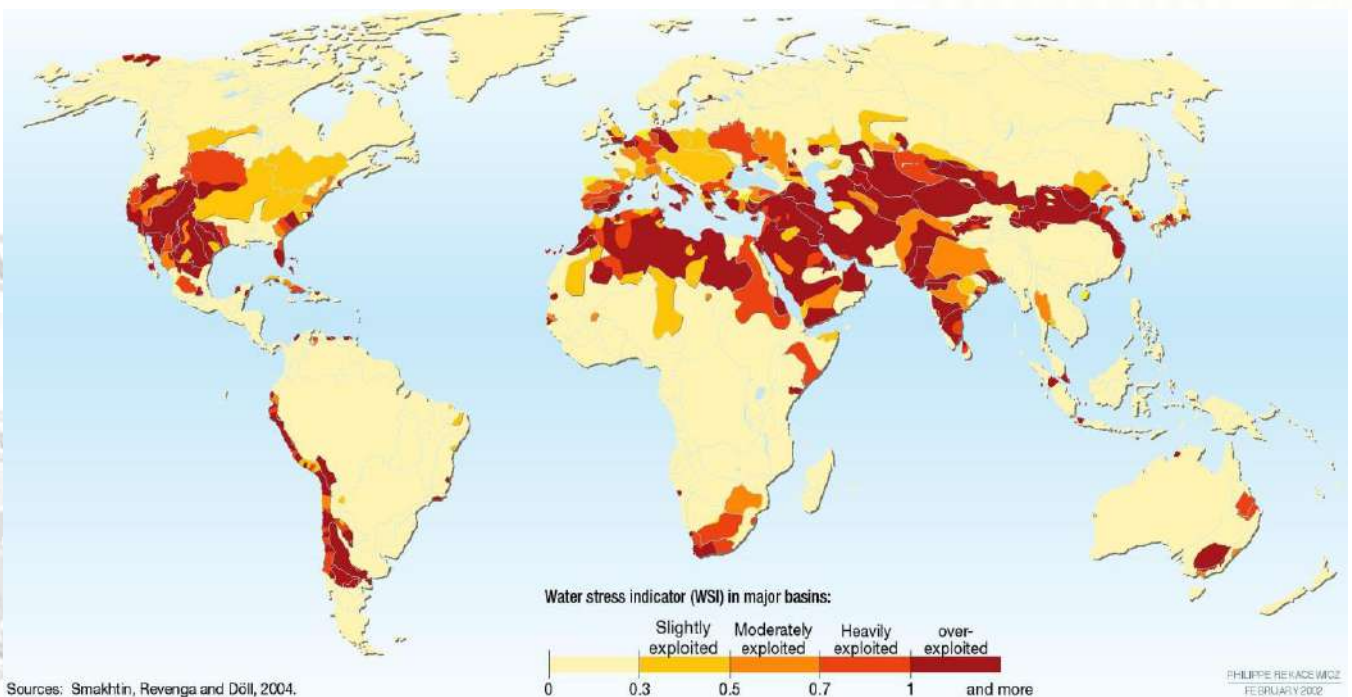 Water stress indicator (WSI) in major basins:
Slightly exploited
Moderately exploited
Heavily exploited
over-exploited
0 0.3 0.5 0.7 1 and more
Sources: Smakhtin, Revenga and Döll, 2004.
PHILIPPE REKACEWICZ
FEBRUARY 2002